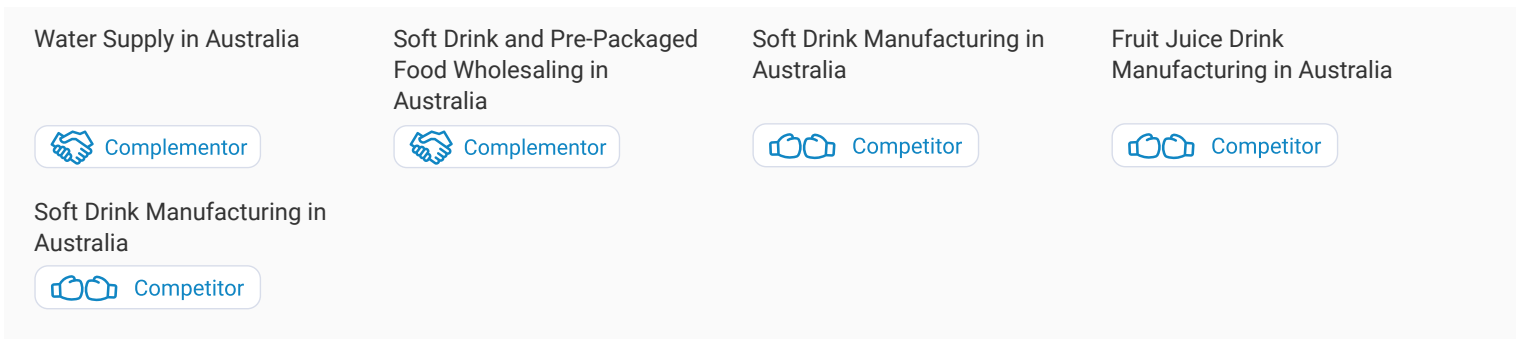 Water Supply in Australia
Complementor
Soft Drink and Pre-Packaged
Food Wholesaling in
Australia
Complementor
Soft Drink Manufacturing in
Australia
Competitor
Fruit Juice Drink
Manufacturing in Australia
Competitor
Soft Drink Manufacturing in
Australia
Competitor